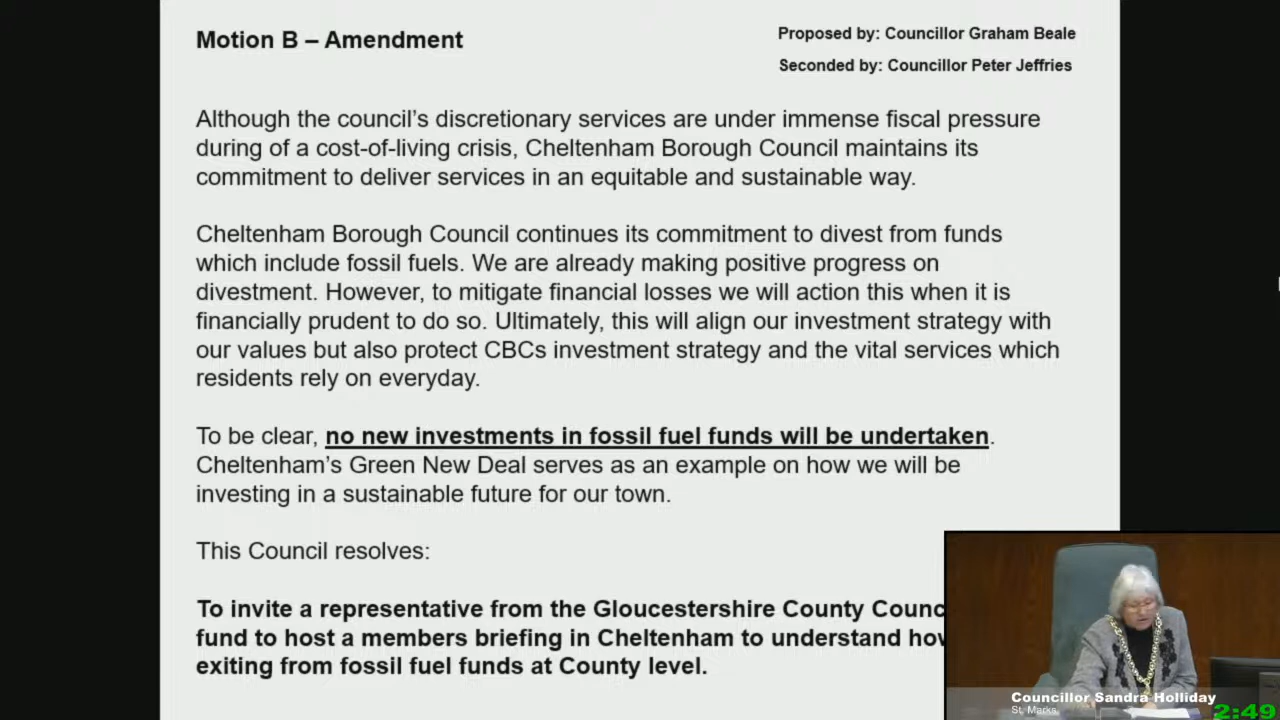 Motion B – Amendment
Proposed by: Councillor Graham Beale
Seconded by: Councillor Peter Jeffries
Although the council's discretionary services are under immense fiscal pressure
during of a cost-of-living crisis, Cheltenham Borough Council maintains its
commitment to deliver services in an equitable and sustainable way.
Cheltenham Borough Council continues its commitment to divest from funds
which include fossil fuels. We are already making positive progress on
divestment. However, to mitigate financial losses we will action this when it is
financially prudent to do so. Ultimately, this will align our investment strategy with
our values but also protect CBCs investment strategy and the vital services which
residents rely on everyday.
To be clear, no new investments in fossil fuel funds will be undertaken.
Cheltenham's Green New Deal serves as an example on how we will be
investing in a sustainable future for our town.
This Council resolves:
To invite a representative from the Gloucestershire County
fund to host a members briefing in Cheltenham to understand
exiting from fossil fuel funds at County level.
Councillor Sandra Holliday
St. Marks
2:49